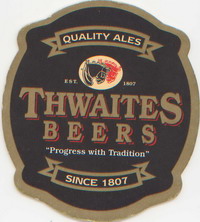 QUALITY ALES
EST. 1807
THWAITES
BEERS
"Progress with Tradition"
SINCE 1807